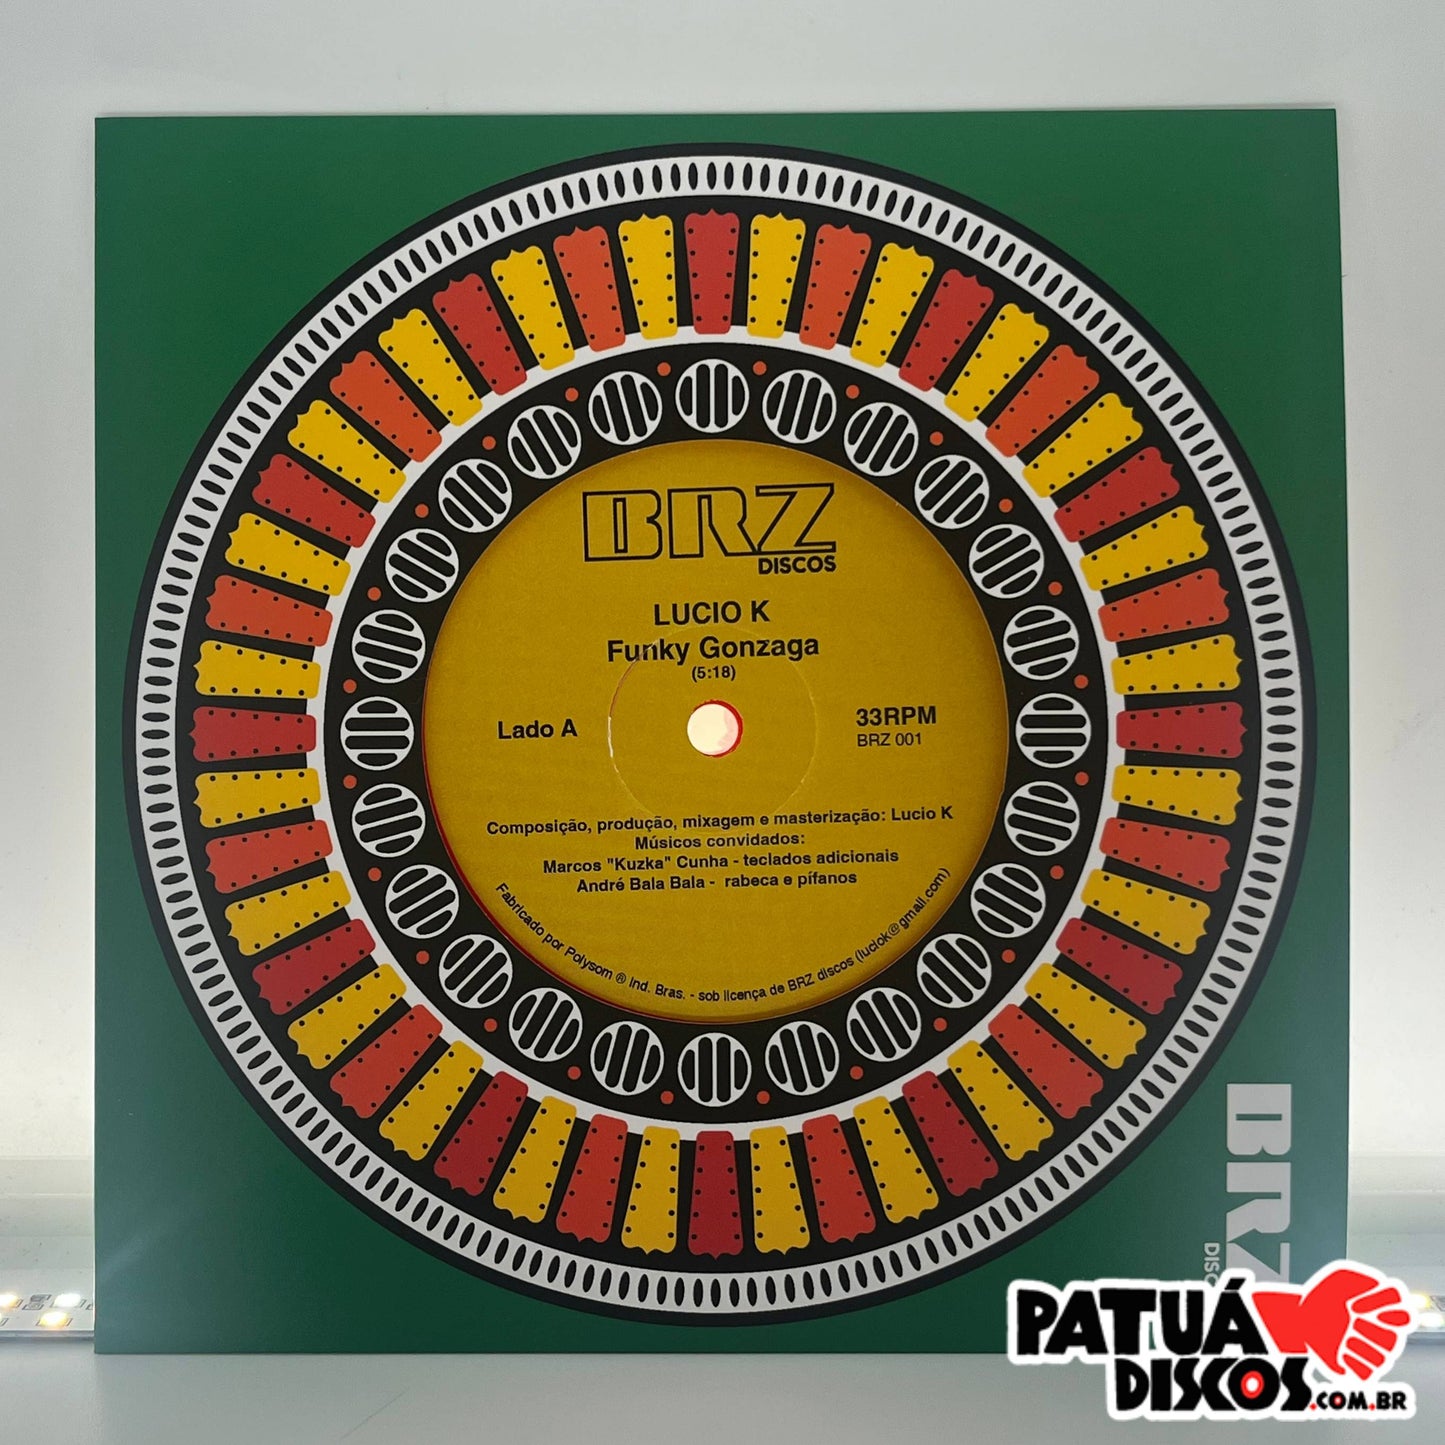 BRZ
DISCOS
LUCIO K
Funky Gonzaga
(5:18)
Lado A
33RPM
BRZ 001
Composição, produção, mixagem e masterização: Lucio K
Músicos convidados:
Marcos "Kuzka" Cunha - teclados adicionais
André Bala Bala - rabeca e pífanos
Fabricado por Polysom ® Ind. Bras. - sob licença de BRZ discos (luciok@gmail.com)
BRZ
DISC
PATUÁ
DISCOS.COM.BR